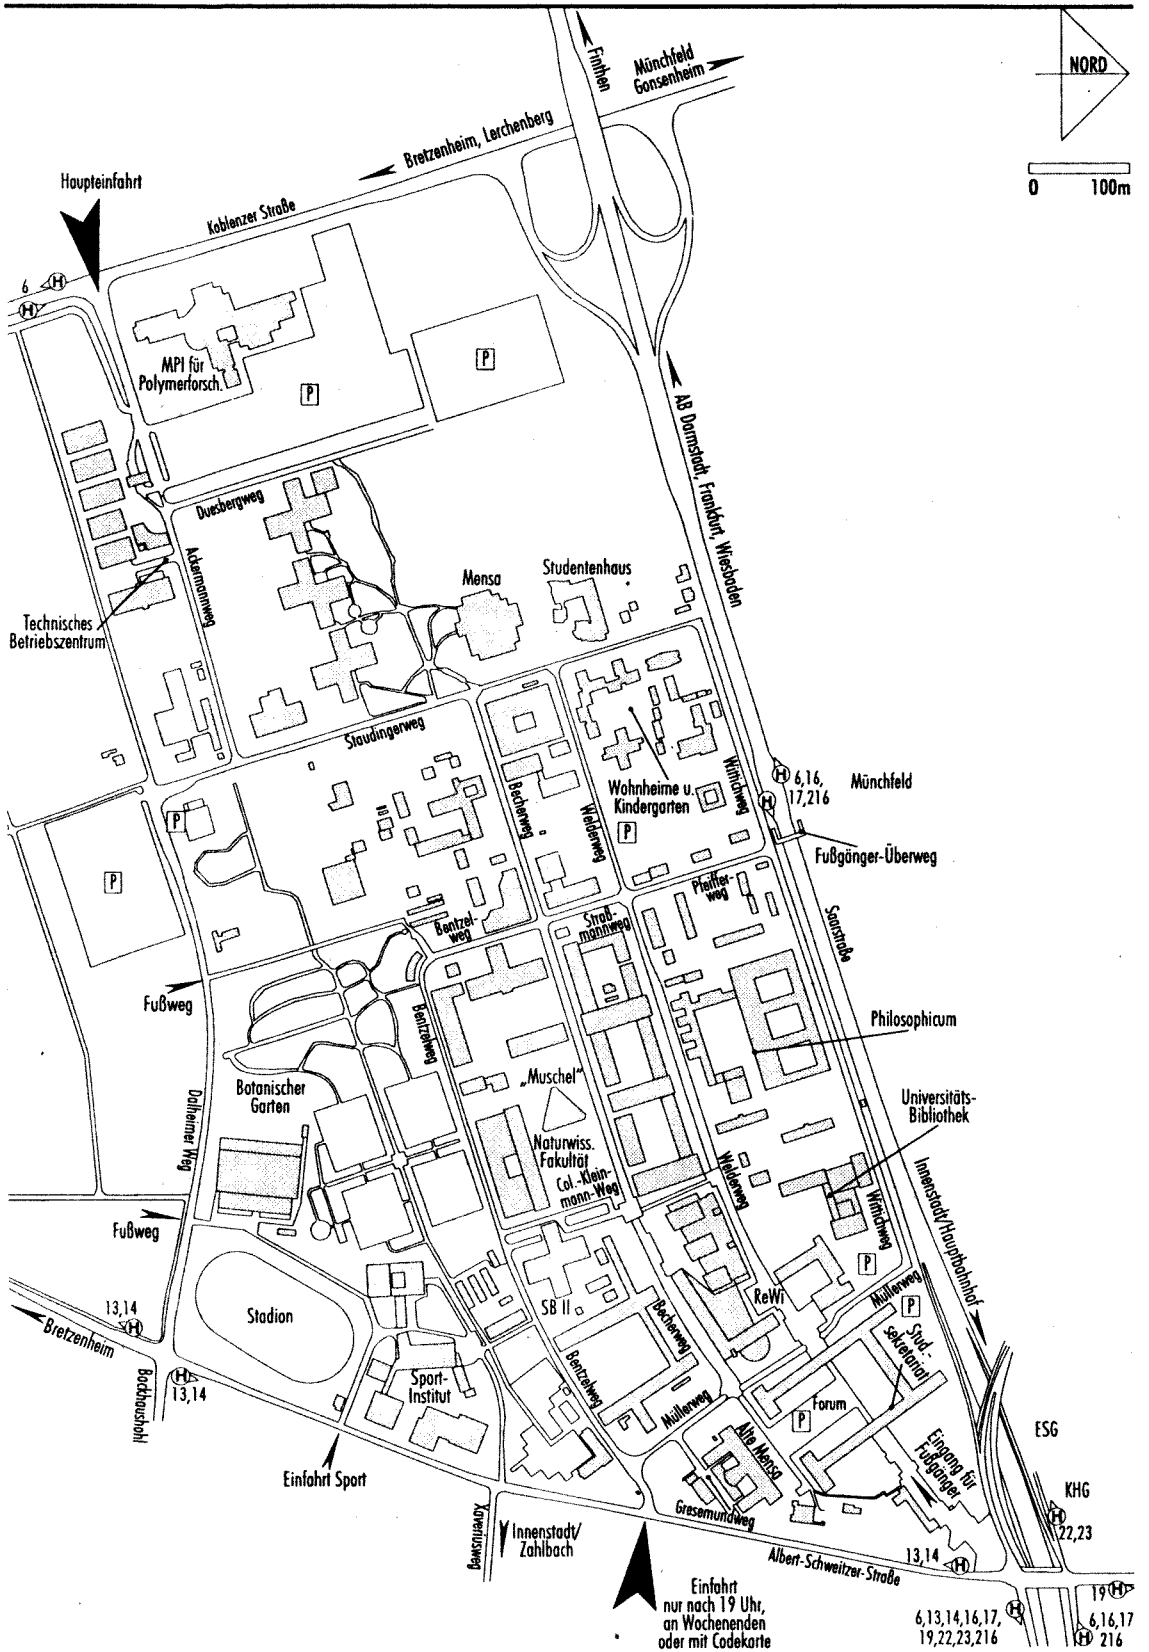 Finthen
Münchfeld
Gonsenheim
NORD
0 100m
Bretzenheim, Lerchenberg
Haupteinfahrt
Koblenzer Straße
6
H
H
MPI für
Polymerforsch.
P
P
AB Darmstadt, Frankfurt, Wiesbaden
Duesbergweg
Ackermannweg
Mensa
Studentenhaus
Technisches
Betriebszentrum
Staudingerweg
Becherweg
Welderweg
Wohnheime u.
Kindergarten
P
Wittichweg
H
6,16,
17,216
H
Münchfeld
Fußgänger-Überweg
P
P
Pfeiffer-
weg
Bentzel-
weg
Straß-
mannweg
Saarstraße
Fußweg
Bentzelweg
Philosophicum
„Muschel"
Botanischer
Garten
Universitäts-
Bibliothek
Dalheimer Weg
Naturwiss.
Fakultät
Col.-Klein-
mann-Weg
Welderweg
Wittichweg
Innenstadt/Hauptbahnhof
Fußweg
P
Müllerweg
P
SB II
ReWi
Becherweg
Stud.-
sekretariat
13,14
H
Bretzenheim
Stadion
H
13,14
Backhaushohl
Sport-
Institut
Bentzelweg
Müllerweg
Forum
P
Alte Mensa
Eingang für
Fußgänger
ESG
KHG
H
22,23
Einfahrt Sport
Xaveriusweg
Innenstadt/
Zahlbach
Gresemundweg
Albert-Schweitzer-Straße
13,14
H
Einfahrt
nur nach 19 Uhr,
an Wochenenden
oder mit Codekarte
19
H
6,13,14,16,17,
19,22,23,216
H
6,16,17
216
H